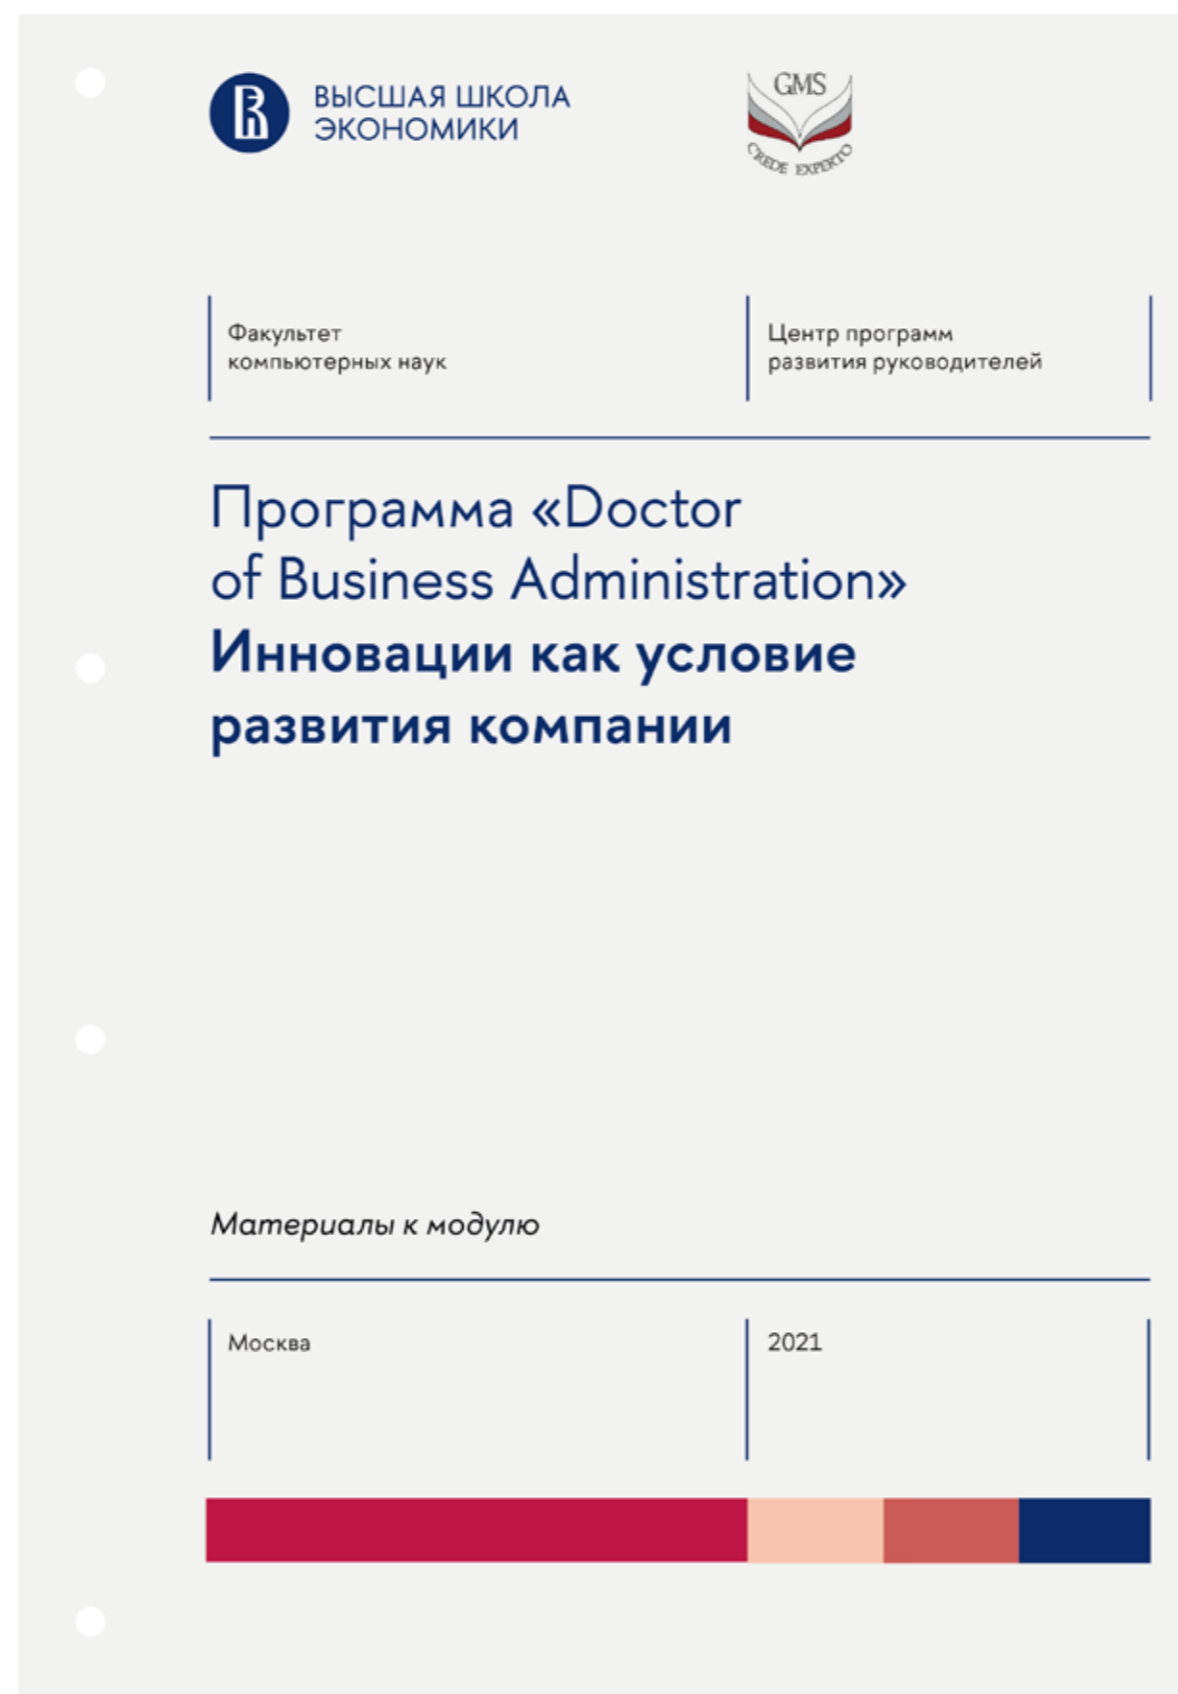 ВЫСШАЯ ШКОЛА
ЭКОНОМИКИ
GMS
CREDE EXPERTO
Факультет
компьютерных наук
Центр программ
развития руководителей
Программа «Doctor
of Business Administration»
Инновации как условие
развития компании
Материалы к модулю
Москва
2021